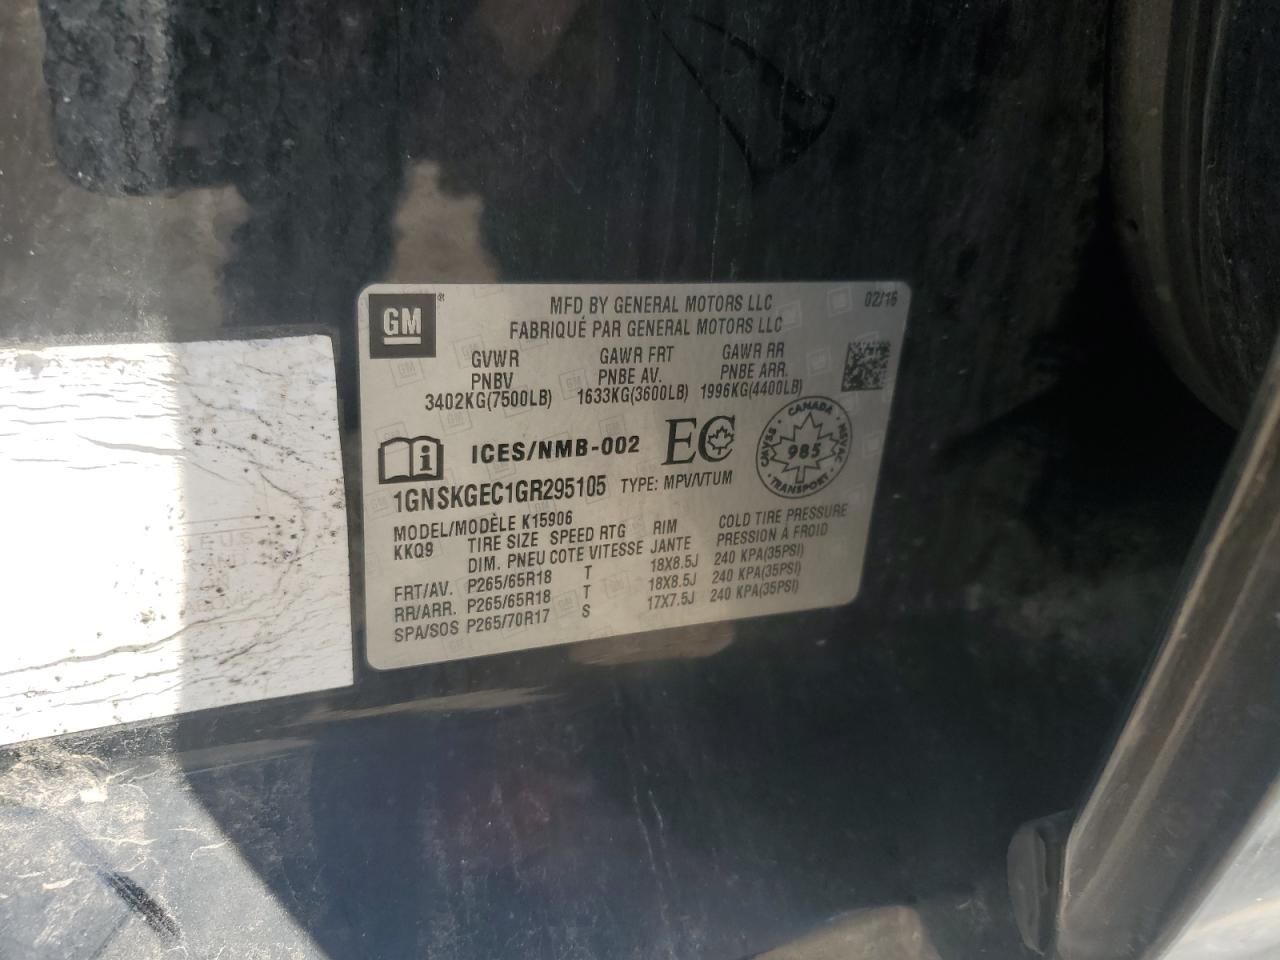 GM®
MFD BY GENERAL MOTORS LLC 02/16
FABRIQUÉ PAR GENERAL MOTORS LLC
GVWR GAWR FRT GAWR RR
PNBV PNBE AV. PNBE ARR.
3402KG(7500LB) 1633KG(3600LB) 1996KG(4400LB)
ICES/NMB-002 EC
CANADA • NSVAC • TRANSPORT • CMVSS •
985
1GNSKGEC1GR295105 TYPE: MPV/VTUM
MODEL/MODÈLE K15906
KKQ9 TIRE SIZE SPEED RTG RIM COLD TIRE PRESSURE
DIM. PNEU COTE VITESSE JANTE PRESSION À FROID
FRT/AV. P265/65R18 T 18X8.5J 240 KPA(35PSI)
RR/ARR. P265/65R18 T 18X8.5J 240 KPA(35PSI)
SPA/SOS P265/70R17 S 17X7.5J 240 KPA(35PSI)